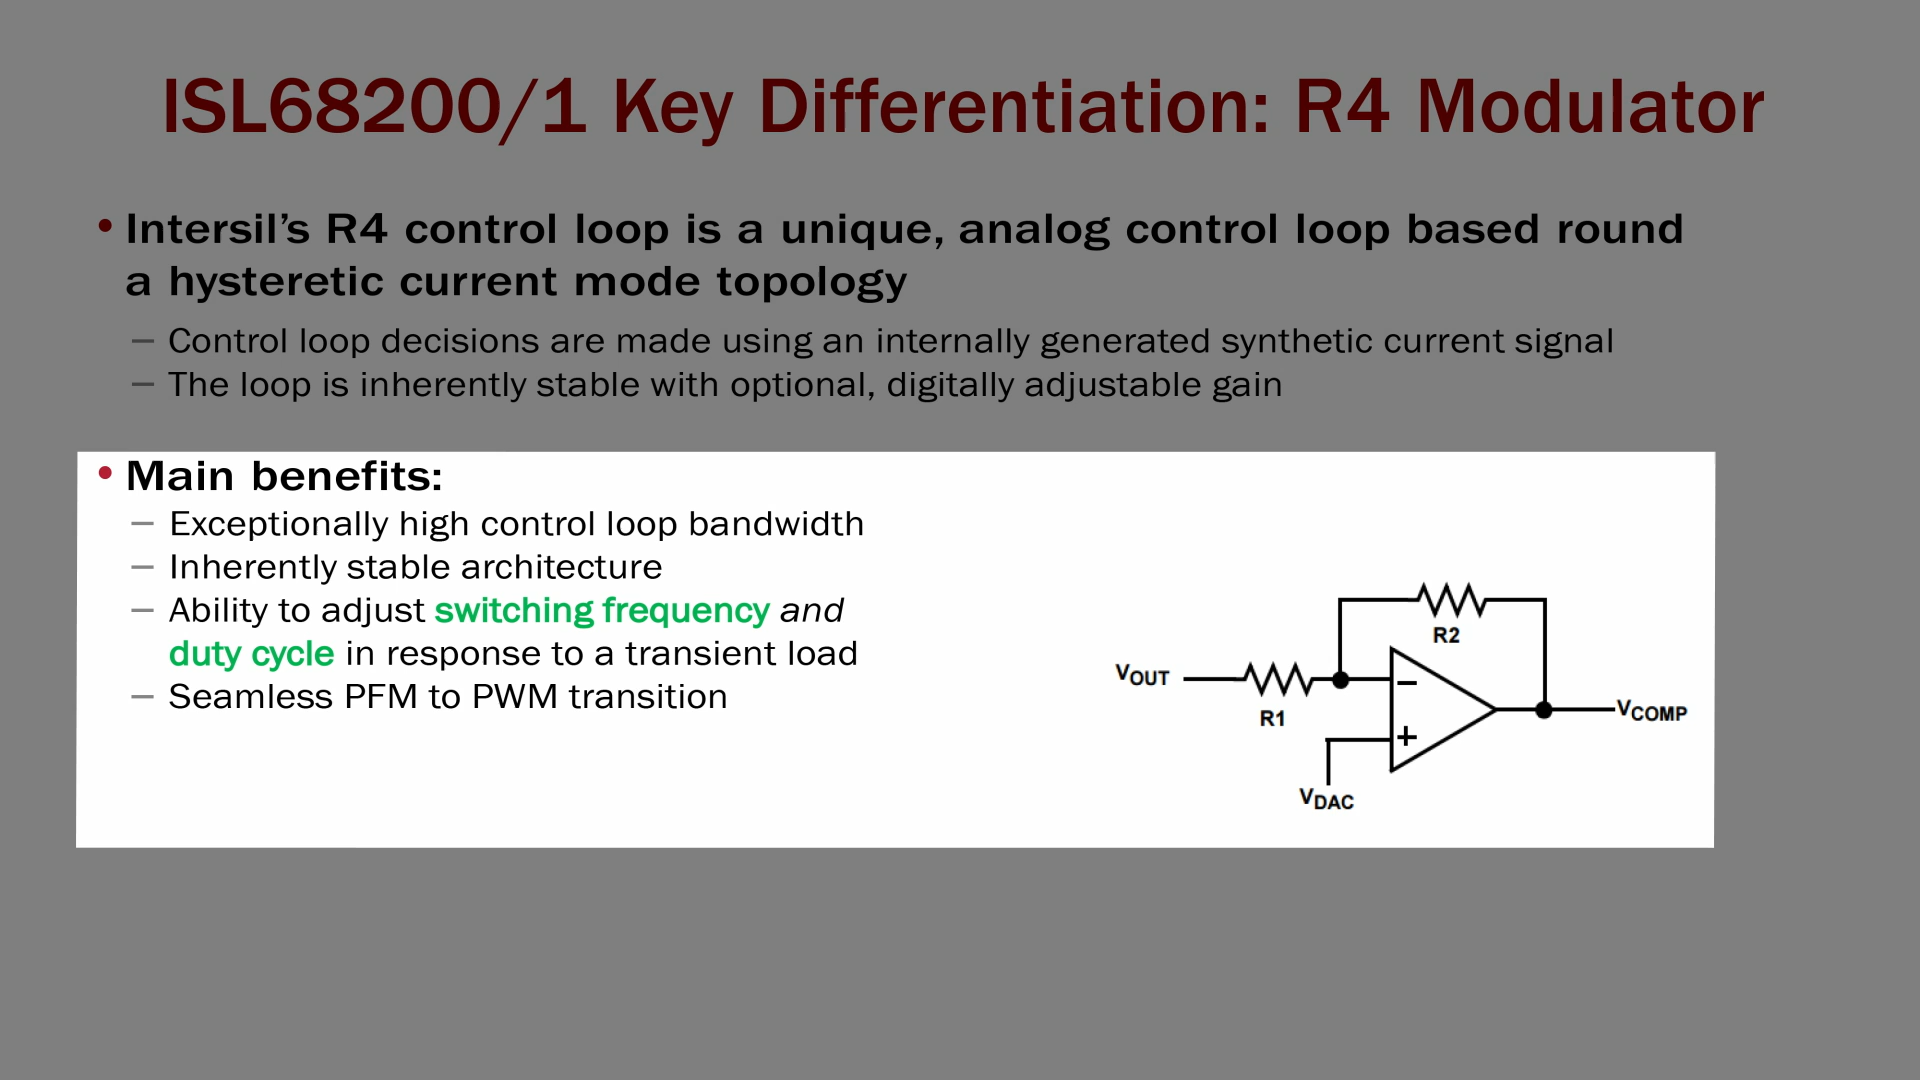 ISL68200/1 Key Differentiation: R4 Modulator
• Intersil’s R4 control loop is a unique, analog control loop based round
a hysteretic current mode topology
– Control loop decisions are made using an internally generated synthetic current signal
– The loop is inherently stable with optional, digitally adjustable gain
• Main benefits:
– Exceptionally high control loop bandwidth
– Inherently stable architecture
– Ability to adjust switching frequency and
duty cycle in response to a transient load
– Seamless PFM to PWM transition
R2
VOUT
R1
–
+
VCOMP
VDAC